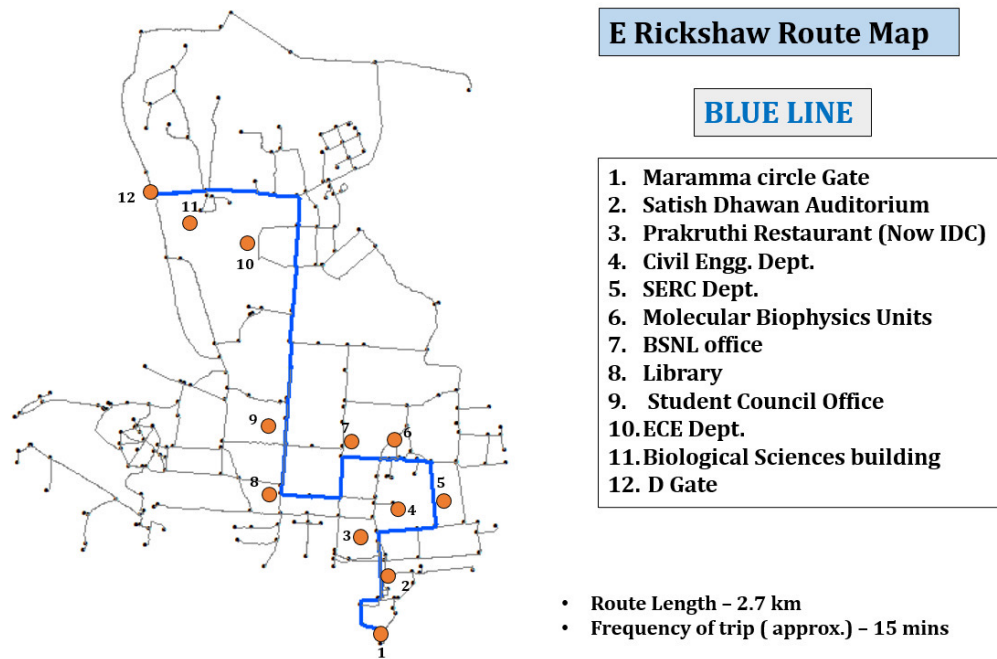 E Rickshaw Route Map
BLUE LINE
1. Maramma circle Gate
2. Satish Dhawan Auditorium
3. Prakruthi Restaurant (Now IDC)
4. Civil Engg. Dept.
5. SERC Dept.
6. Molecular Biophysics Units
7. BSNL office
8. Library
9. Student Council Office
10. ECE Dept.
11. Biological Sciences building
12. D Gate
• Route Length – 2.7 km
• Frequency of trip ( approx.) – 15 mins
12
11
10
9
7
6
8
5
4
3
2
1